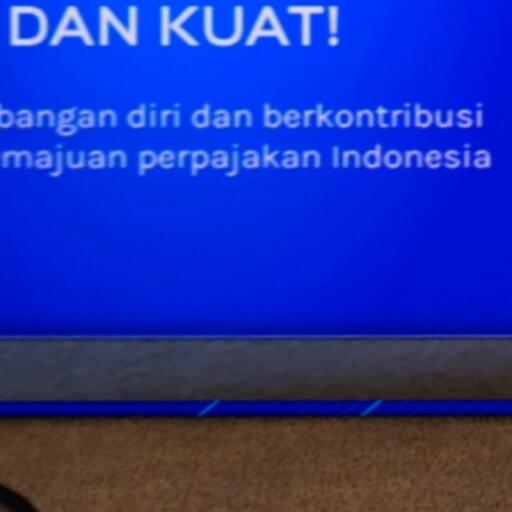 DAN KUAT!
bangan diri dan berkontribusi
majuan perpajakan Indonesia